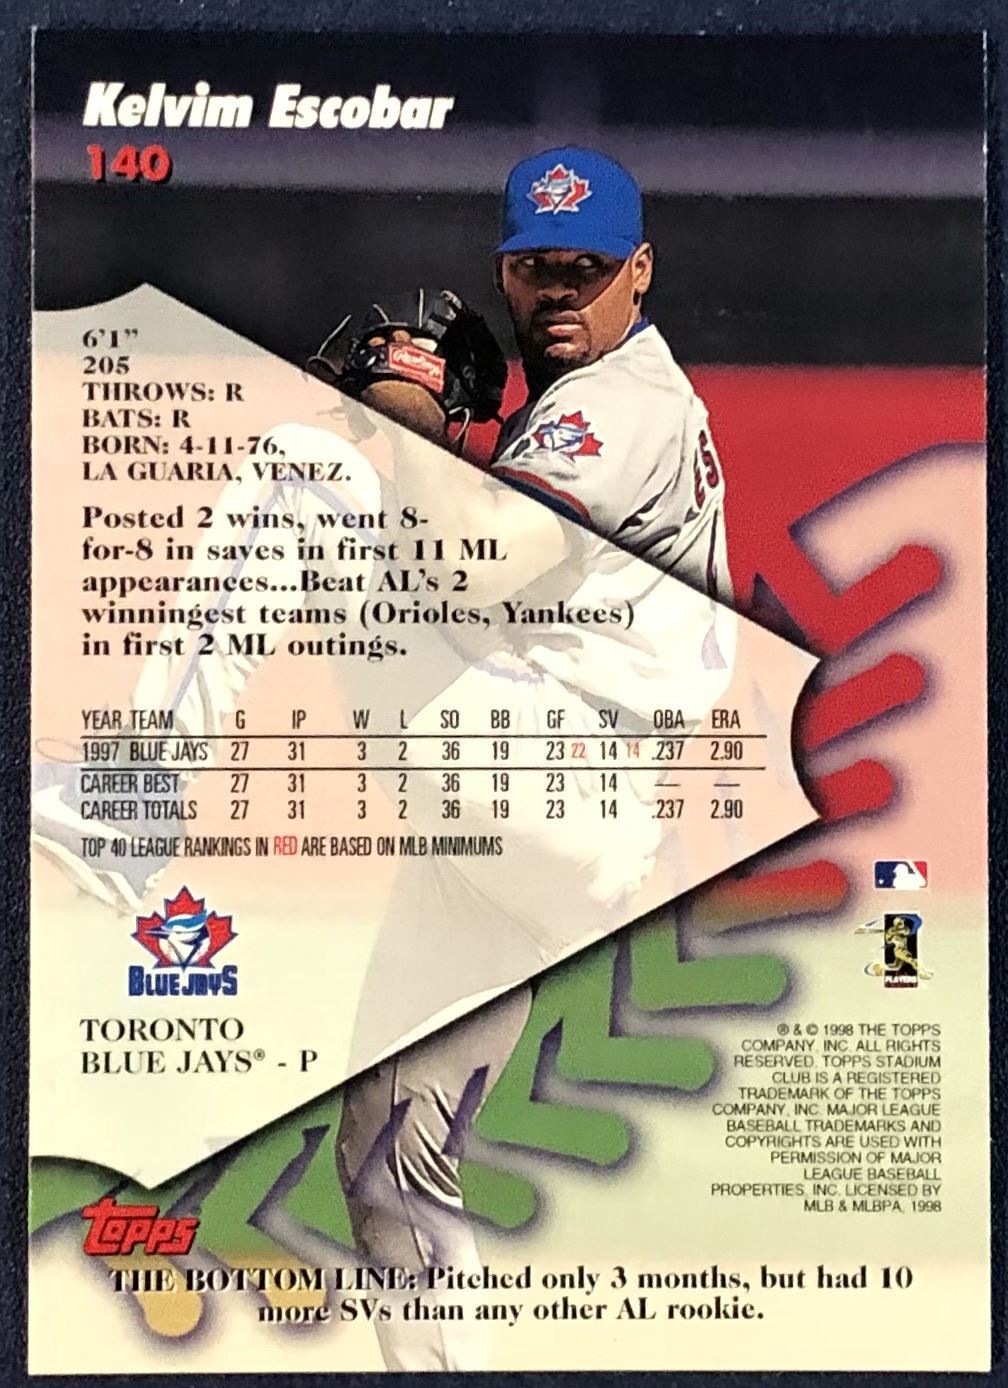 Kelvim Escobar
140
6'1"
205
THROWS: R
BATS: R
BORN: 4-11-76,
LA GUARIA, VENEZ.
Posted 2 wins, went 8-
for-8 in saves in first 11 ML
appearances...Beat AL's 2
winningest teams (Orioles, Yankees)
in first 2 ML outings.
YEAR TEAM G IP W L SO BB GF SV OBA ERA
1997 BLUE JAYS 27 31 3 2 36 19 23 22 14 14 .237 2.90
CAREER BEST 27 31 3 2 36 19 23 14 — —
CAREER TOTALS 27 31 3 2 36 19 23 14 .237 2.90
TOP 40 LEAGUE RANKINGS IN RED ARE BASED ON MLB MINIMUMS
BLUE JAYS
TORONTO
BLUE JAYS® - P
PLAYERS
® & © 1998 THE TOPPS
COMPANY, INC. ALL RIGHTS
RESERVED. TOPPS STADIUM
CLUB IS A REGISTERED
TRADEMARK OF THE TOPPS
COMPANY, INC. MAJOR LEAGUE
BASEBALL TRADEMARKS AND
COPYRIGHTS ARE USED WITH
PERMISSION OF MAJOR
LEAGUE BASEBALL
PROPERTIES, INC. LICENSED BY
MLB & MLBPA, 1998
Topps
THE BOTTOM LINE: Pitched only 3 months, but had 10
more SVs than any other AL rookie.
Rawlings